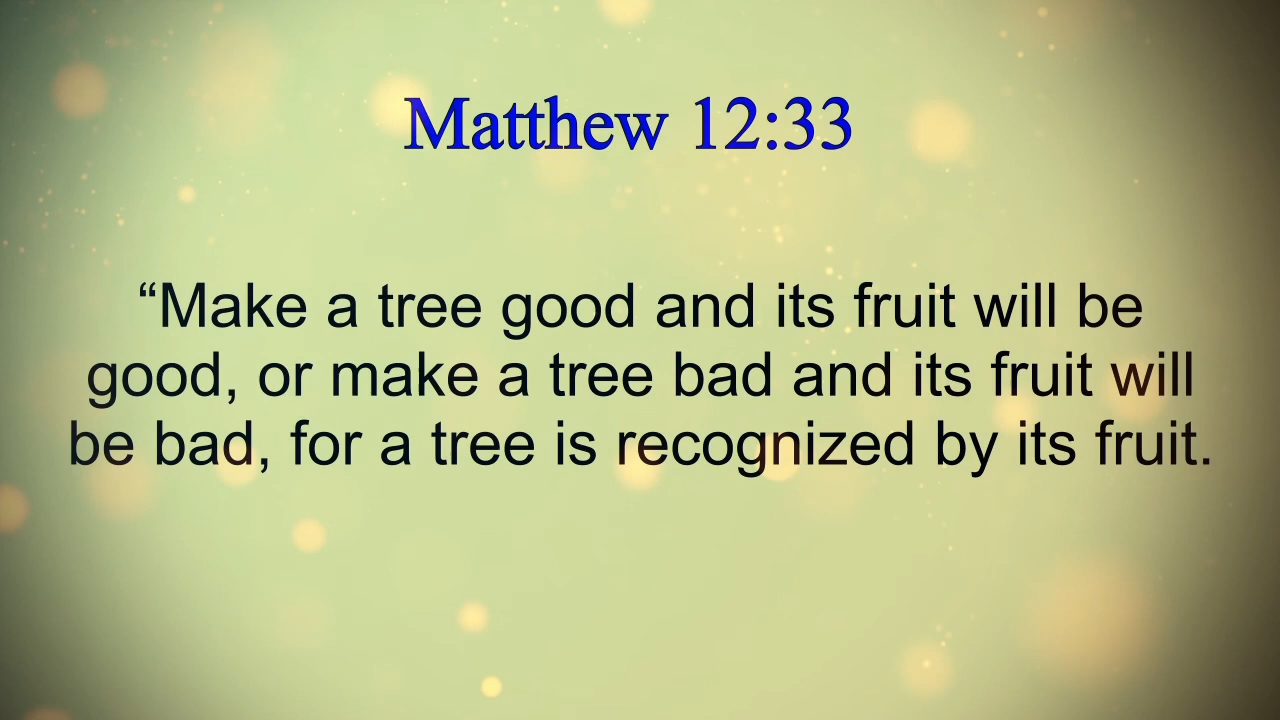 Matthew 12:33
“Make a tree good and its fruit will be
good, or make a tree bad and its fruit will
be bad, for a tree is recognized by its fruit.